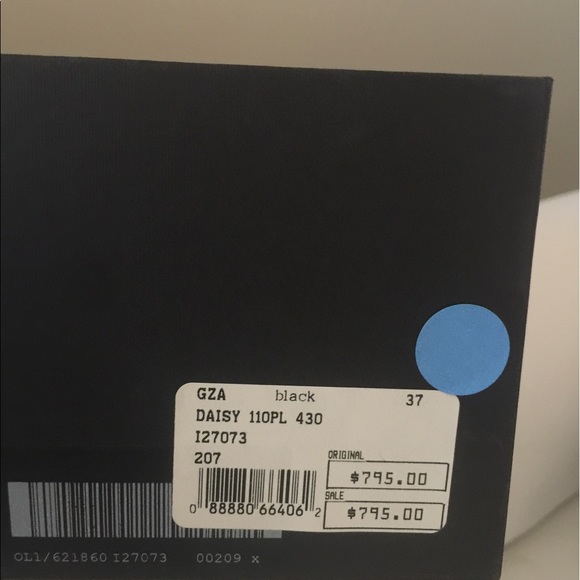 GZA black 37
DAISY 110PL 430
I27073
207
ORIGINAL
$795.00
SALE
$795.00
0 88880 66406 2
OL1/621860 I27073 00209 x